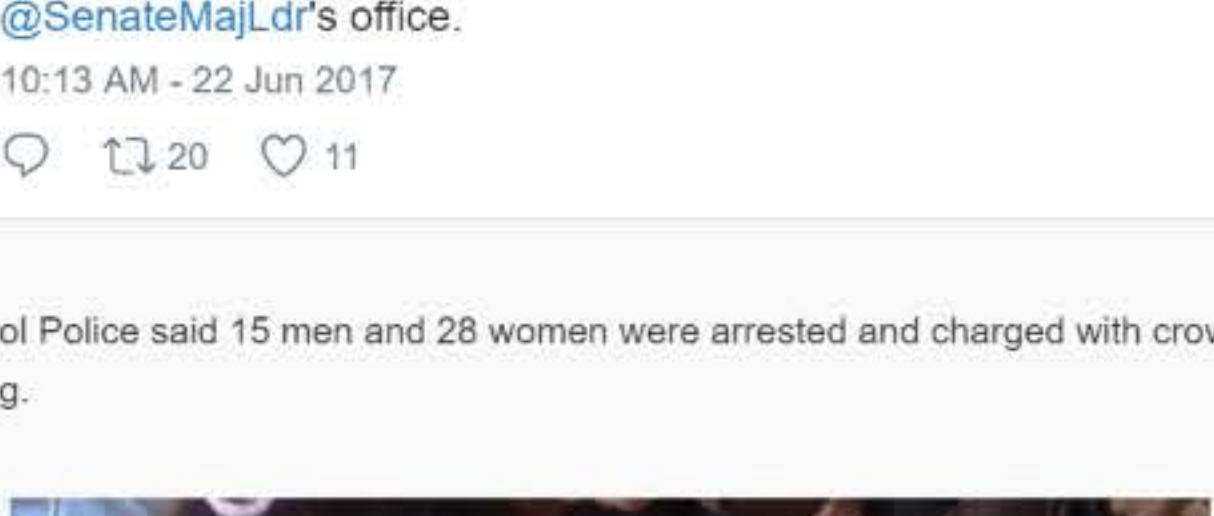 @SenateMajLdr's office.
10:13 AM - 22 Jun 2017
20 11
ol Police said 15 men and 28 women were arrested and charged with crov
g.